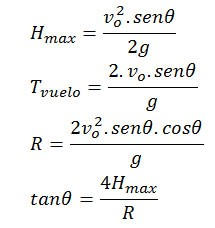 H_max = v_o^2 . senθ / 2g
T_vuelo = 2. v_o. senθ / g
R = 2v_o^2. senθ. cosθ / g
tanθ = 4H_max / R